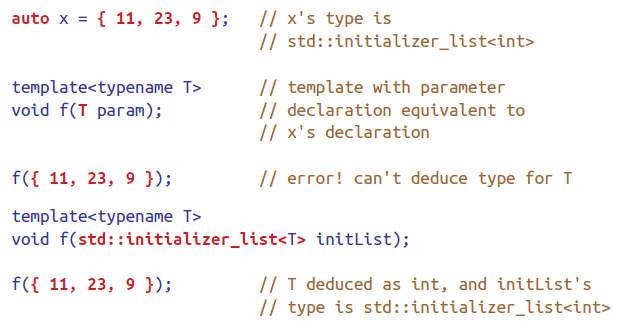 auto x = { 11, 23, 9 };   // x's type is
                          // std::initializer_list<int>
template<typename T>      // template with parameter
void f(T param);          // declaration equivalent to
                          // x's declaration
f({ 11, 23, 9 });         // error! can't deduce type for T
template<typename T>
void f(std::initializer_list<T> initList);
f({ 11, 23, 9 });         // T deduced as int, and initList's
                          // type is std::initializer_list<int>